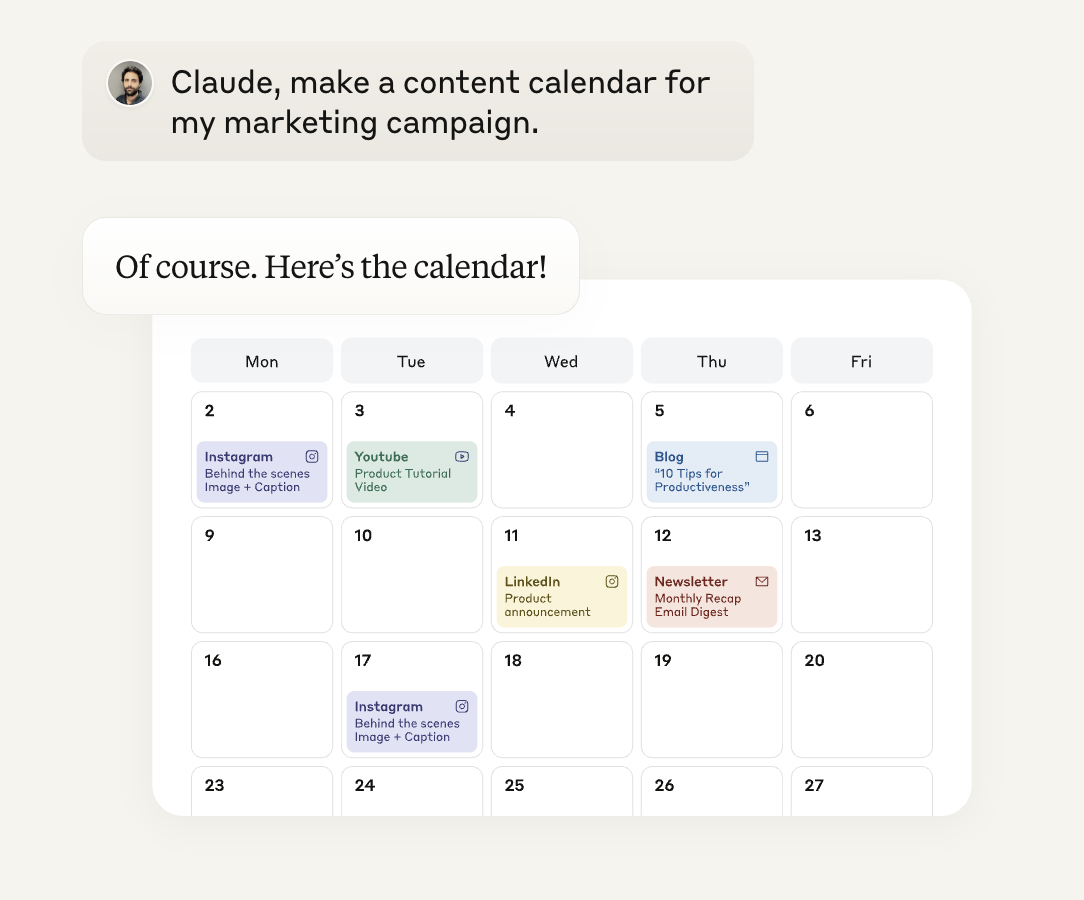 Claude, make a content calendar for
my marketing campaign.
Of course. Here’s the calendar!
Mon Tue Wed Thu Fri
2 3 4 5 6
Instagram Youtube Blog
Behind the scenes Product Tutorial “10 Tips for
Image + Caption Video Productiveness”
9 10 11 12 13
LinkedIn Newsletter
Product Monthly Recap
announcement Email Digest
16 17 18 19 20
Instagram
Behind the scenes
Image + Caption
23 24 25 26 27